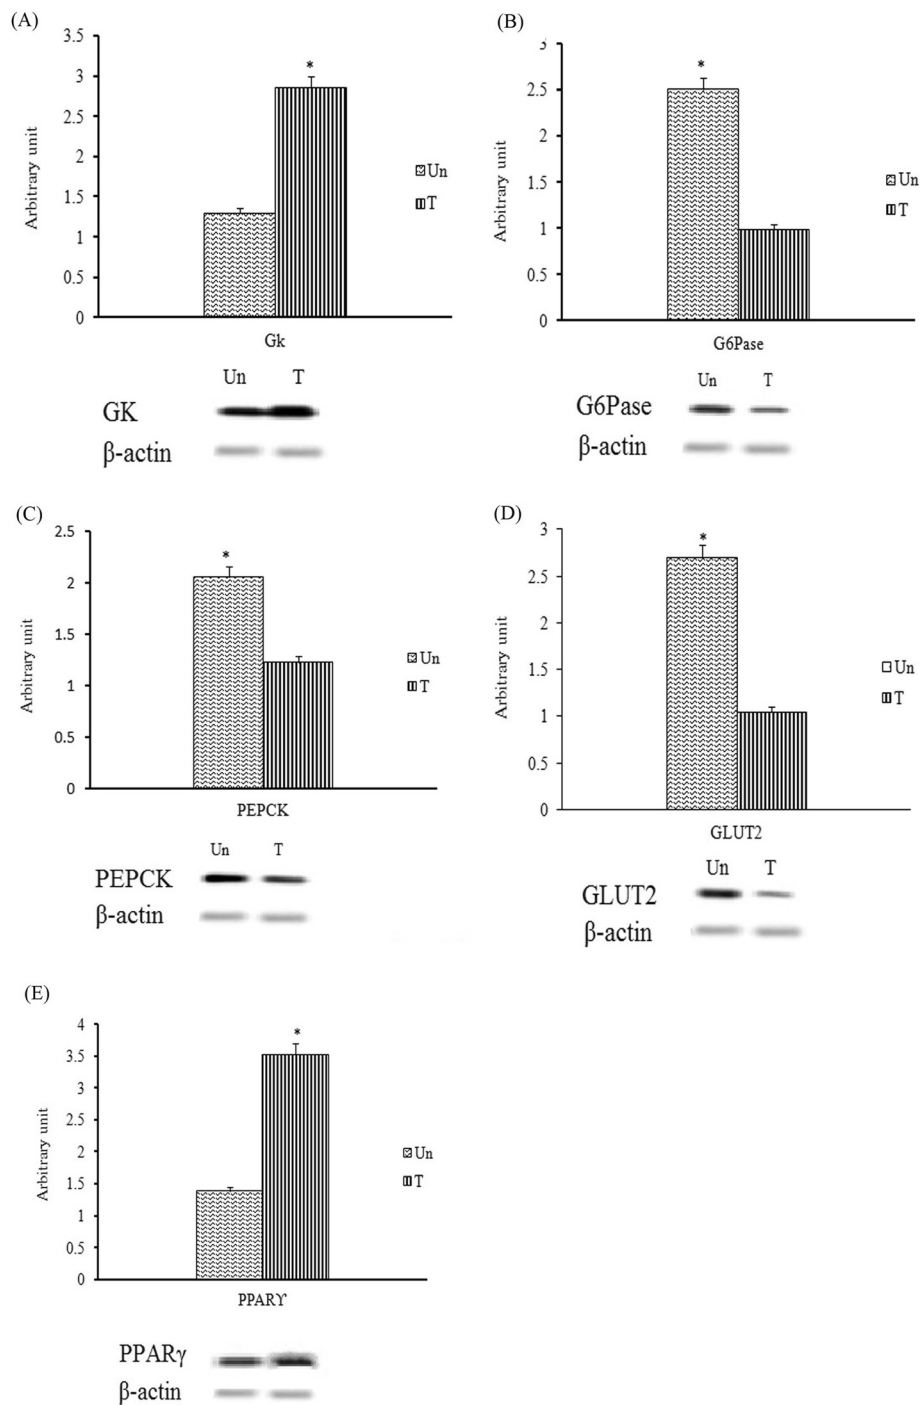 (A)
3.5
3
2.5
2
1.5
1
0.5
0
Arbitrary unit
*
Un
T
Gk
Un T
GK
β-actin
(B)
3
2.5
2
1.5
1
0.5
0
Arbitrary unit
*
Un
T
G6Pase
Un T
G6Pase
β-actin
(C)
2.5
2
1.5
1
0.5
0
Arbitrary unit
*
Un
T
PEPCK
Un T
PEPCK
β-actin
(D)
3
2.5
2
1.5
1
0.5
0
Arbitrary unit
*
Un
T
GLUT2
Un T
GLUT2
β-actin
(E)
4
3.5
3
2.5
2
1.5
1
0.5
0
Arbitrary unit
*
Un
T
PPARϒ
PPARγ
β-actin